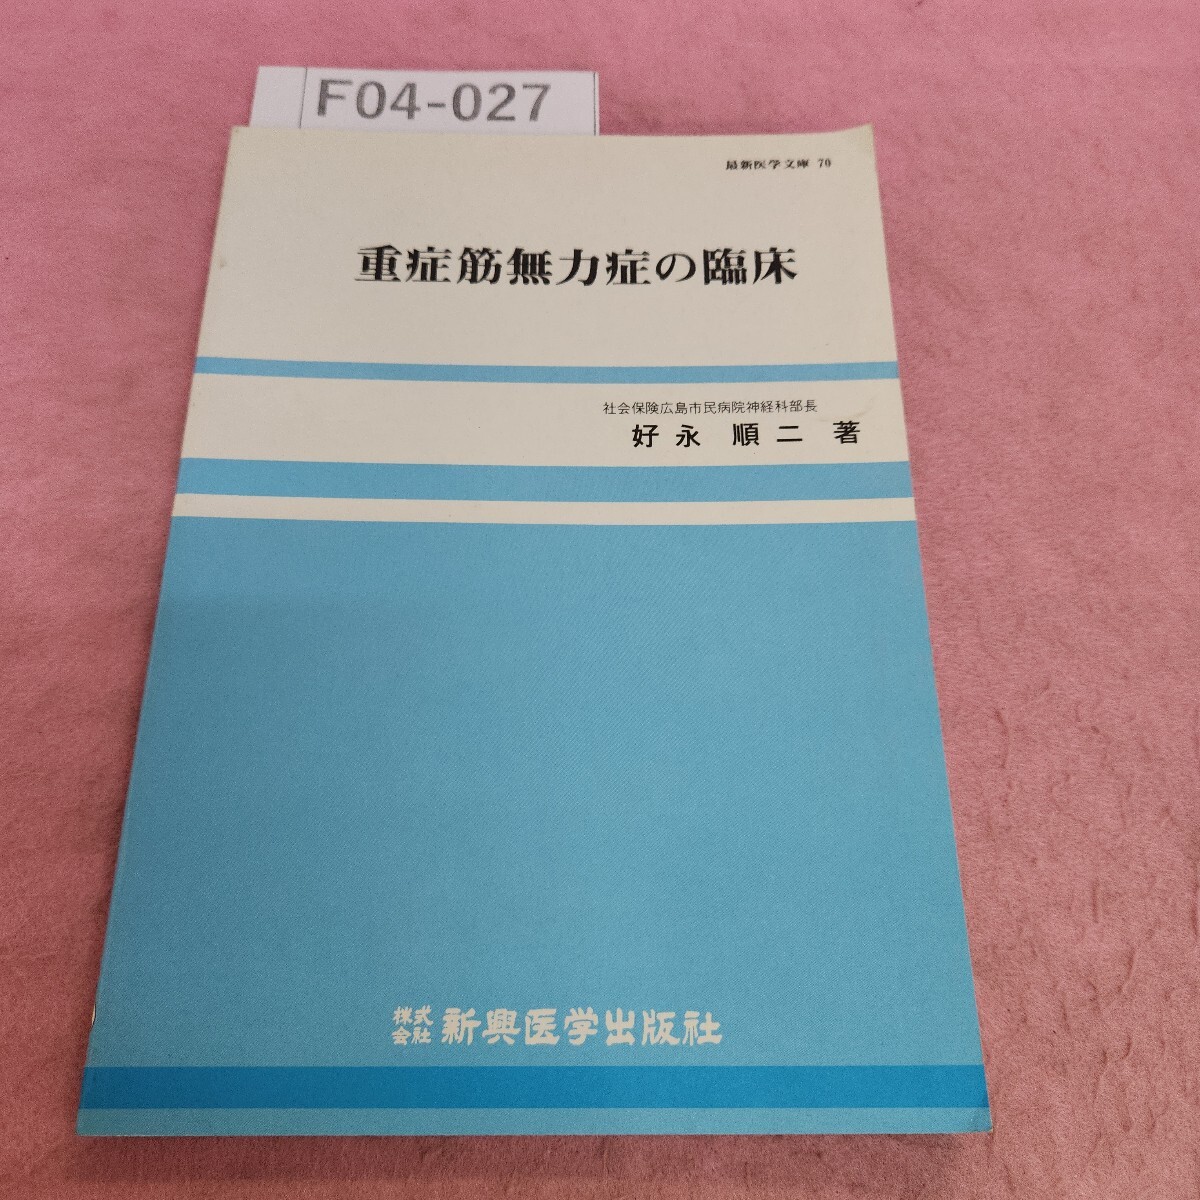 F04-027
最新医学文庫 70
重症筋無力症の臨床
社会保険広島市民病院神経科部長
好永 順二 著
株式会社 新興医学出版社